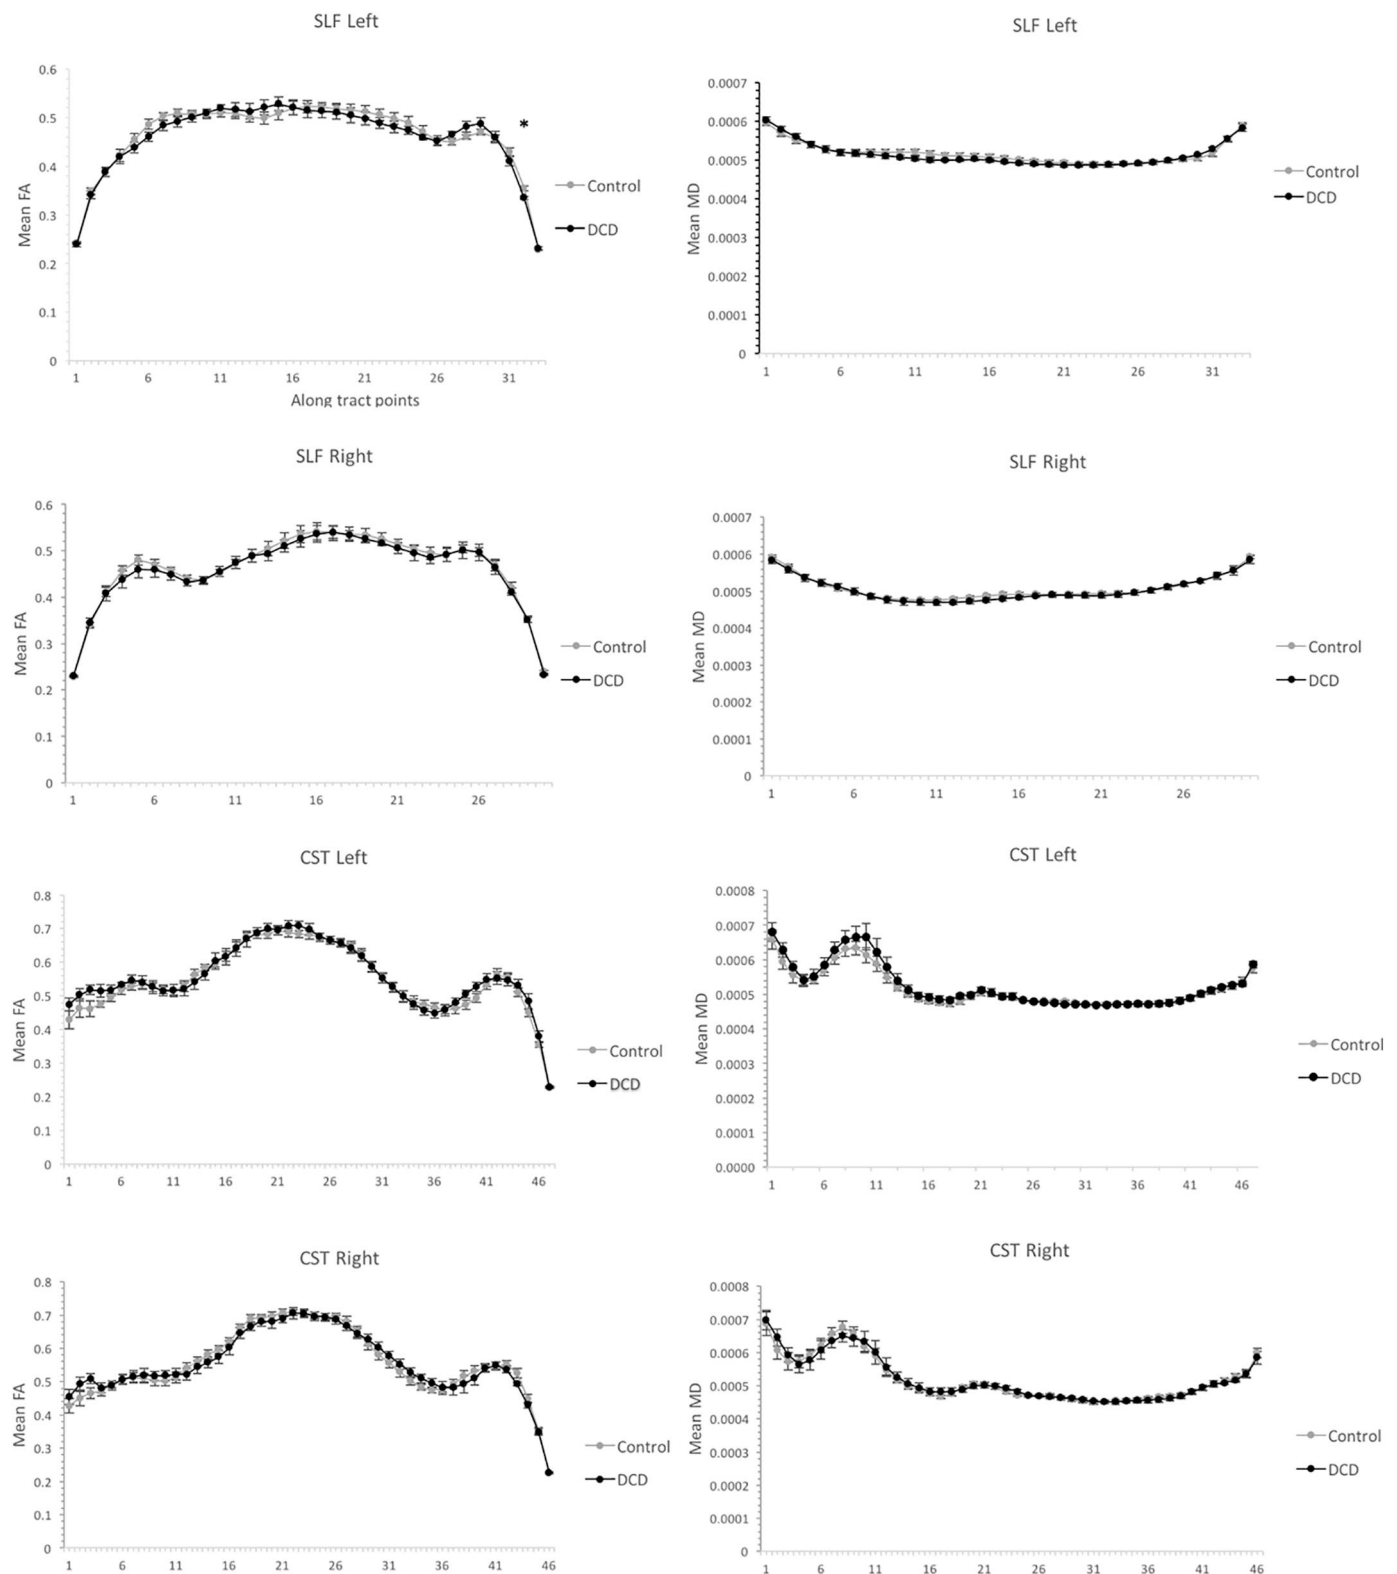 SLF Left
0.6
0.5
0.4
0.3
0.2
0.1
0
Mean FA
*
Control
DCD
1 6 11 16 21 26 31
Along tract points
SLF Left
0.0007
0.0006
0.0005
0.0004
0.0003
0.0002
0.0001
0
Mean MD
Control
DCD
1 6 11 16 21 26 31
SLF Right
0.6
0.5
0.4
0.3
0.2
0.1
0
Mean FA
Control
DCD
1 6 11 16 21 26
SLF Right
0.0007
0.0006
0.0005
0.0004
0.0003
0.0002
0.0001
0
Mean MD
Control
DCD
1 6 11 16 21 26
CST Left
0.8
0.7
0.6
0.5
0.4
0.3
0.2
0.1
0
Mean FA
Control
DCD
1 6 11 16 21 26 31 36 41 46
CST Left
0.0008
0.0007
0.0006
0.0005
0.0004
0.0003
0.0002
0.0001
0.0000
Mean MD
Control
DCD
1 6 11 16 21 26 31 36 41 46
CST Right
0.8
0.7
0.6
0.5
0.4
0.3
0.2
0.1
0
Mean FA
Control
DCD
1 6 11 16 21 26 31 36 41 46
CST Right
0.0008
0.0007
0.0006
0.0005
0.0004
0.0003
0.0002
0.0001
0
Mean MD
Control
DCD
1 6 11 16 21 26 31 36 41 46